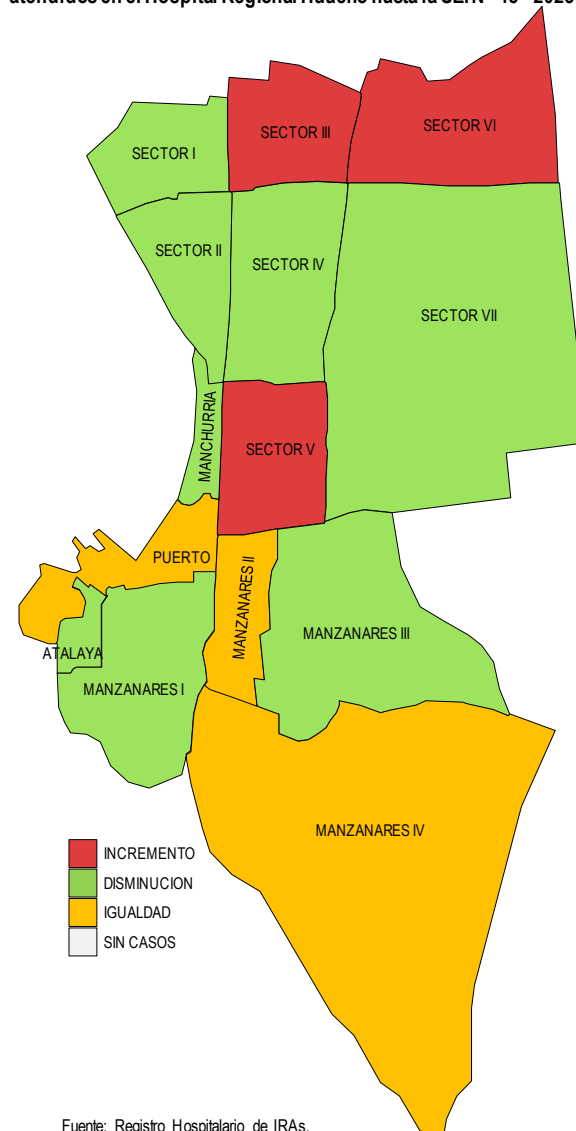 atendidos en el Hospital Regional Huacho hasta la SE
SECTOR VI
SECTOR III
SECTOR I
SECTOR II
SECTOR IV
SECTOR VII
MANCHURRIA
SECTOR V
PUERTO
MANZANARES II
MANZANARES III
ATALAYA
MANZANARES I
MANZANARES IV
INCREMENTO
DISMINUCION
IGUALDAD
SIN CASOS
Fuente: Registro Hospitalario de IRAs.